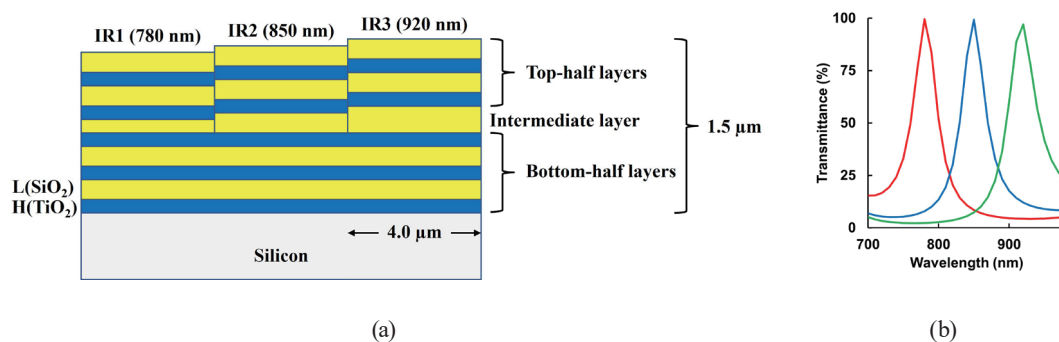 IR1 (780 nm) IR2 (850 nm) IR3 (920 nm)
Top-half layers
Intermediate layer
1.5 µm
Bottom-half layers
L(SiO₂)
H(TiO₂)
4.0 µm
Silicon
(a)
Transmittance (%)
100
75
50
25
0
700 800 900
Wavelength (nm)
(b)